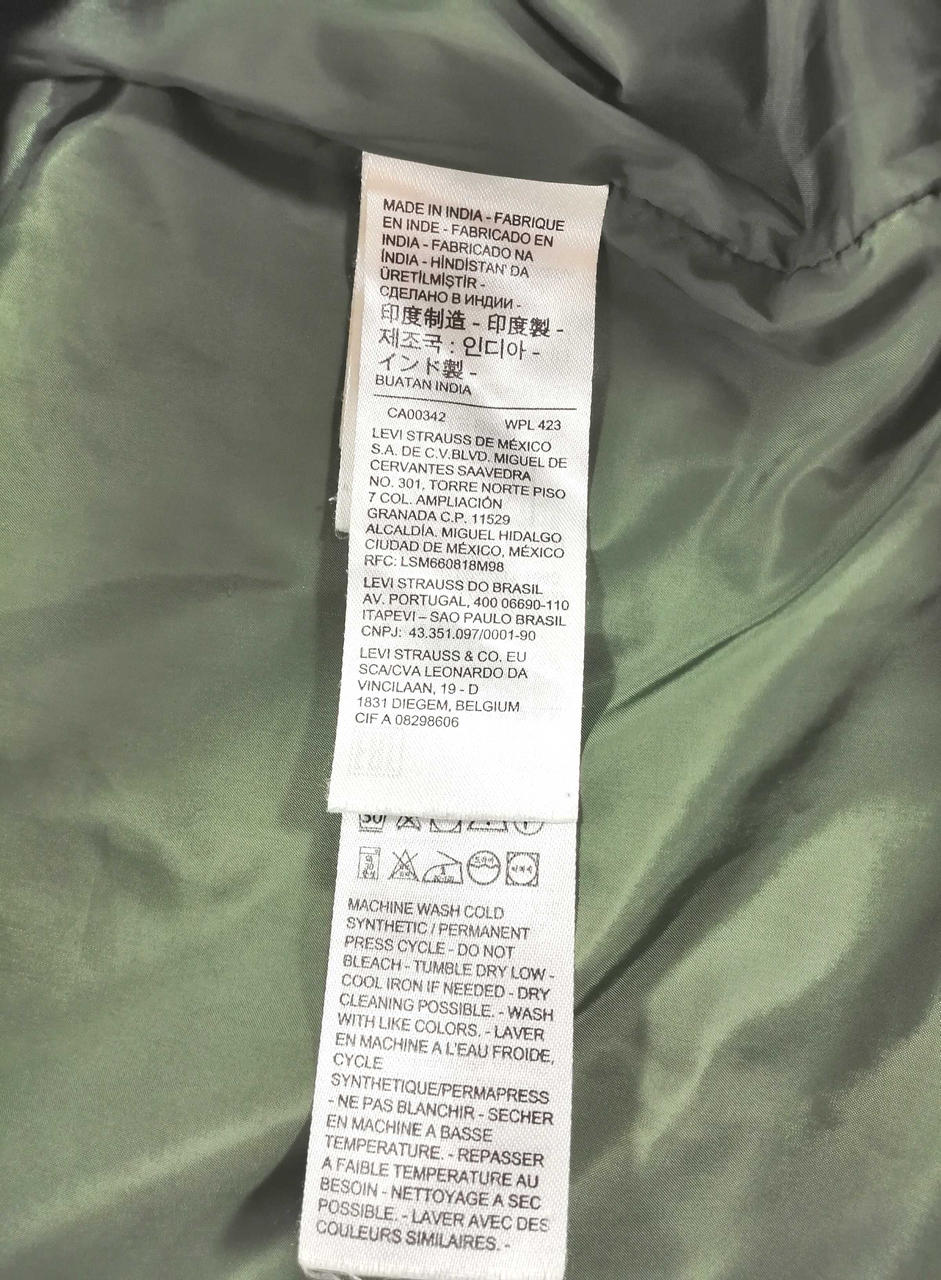 MADE IN INDIA - FABRIQUE
EN INDE - FABRICADO EN
INDIA - FABRICADO NA
ÍNDIA - HİNDİSTAN' DA
ÜRETİLMİŞTİR -
СДЕЛАНО В ИНДИИ -
印度制造 - 印度製 -
제조국 : 인디아 -
インド製 -
BUATAN INDIA
CA00342 WPL 423
LEVI STRAUSS DE MÉXICO
S.A. DE C.V.BLVD. MIGUEL DE
CERVANTES SAAVEDRA
NO. 301, TORRE NORTE PISO
7 COL. AMPLIACIÓN
GRANADA C.P. 11529
ALCALDÍA. MIGUEL HIDALGO
CIUDAD DE MÉXICO, MÉXICO
RFC: LSM660818M98
LEVI STRAUSS DO BRASIL
AV. PORTUGAL, 400 06690-110
ITAPEVI – SAO PAULO BRASIL
CNPJ: 43.351.097/0001-90
LEVI STRAUSS & CO. EU
SCA/CVA LEONARDO DA
VINCILAAN, 19 - D
1831 DIEGEM, BELGIUM
CIF A 08298606
30
MACHINE WASH COLD
SYNTHETIC / PERMANENT
PRESS CYCLE - DO NOT
BLEACH - TUMBLE DRY LOW -
COOL IRON IF NEEDED - DRY
CLEANING POSSIBLE. - WASH
WITH LIKE COLORS. - LAVER
EN MACHINE A L'EAU FROIDE,
CYCLE
SYNTHETIQUE/PERMAPRESS
- NE PAS BLANCHIR - SECHER
EN MACHINE A BASSE
TEMPERATURE. - REPASSER
A FAIBLE TEMPERATURE AU
BESOIN - NETTOYAGE A SEC
POSSIBLE. - LAVER AVEC DES
COULEURS SIMILAIRES. -